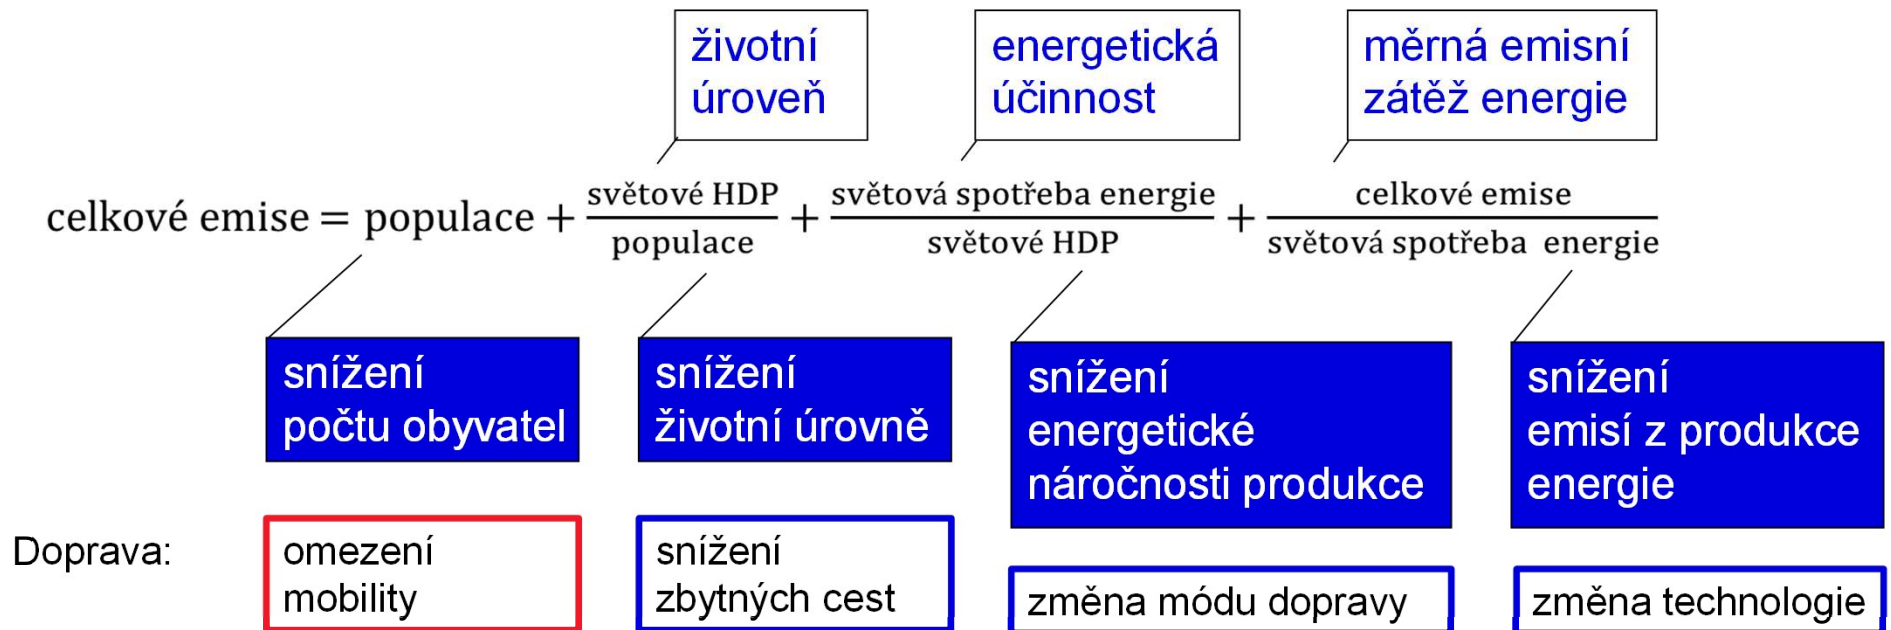 životní
úroveň
energetická
účinnost
měrná emisní
zátěž energie
celkové emise = populace + světové HDP / populace + světová spotřeba energie / světové HDP + celkové emise / světová spotřeba energie
snížení
počtu obyvatel
snížení
životní úrovně
snížení
energetické
náročnosti produkce
snížení
emisí z produkce
energie
Doprava:
omezení
mobility
snížení
zbytných cest
změna módu dopravy
změna technologie